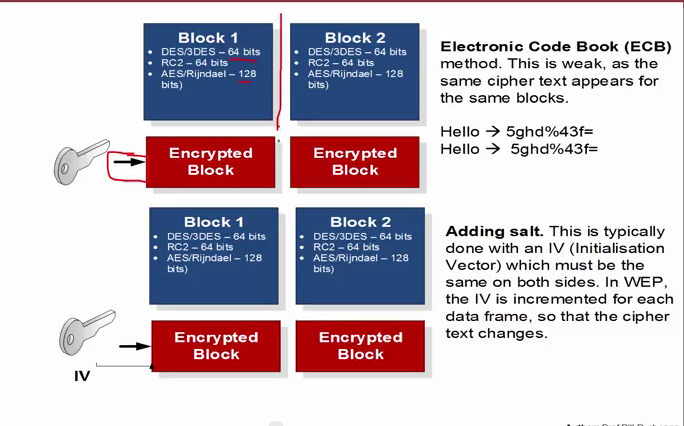 Block 1
• DES/3DES – 64 bits
• RC2 – 64 bits
• AES/Rijndael – 128
bits)
Block 2
• DES/3DES – 64 bits
• RC2 – 64 bits
• AES/Rijndael – 128
bits)
Encrypted
Block
Encrypted
Block
Electronic Code Book (ECB)
method. This is weak, as the
same cipher text appears for
the same blocks.
Hello → 5ghd%43f=
Hello → 5ghd%43f=
Block 1
• DES/3DES – 64 bits
• RC2 – 64 bits
• AES/Rijndael – 128
bits)
Block 2
• DES/3DES – 64 bits
• RC2 – 64 bits
• AES/Rijndael – 128
bits)
IV
Encrypted
Block
Encrypted
Block
Adding salt. This is typically
done with an IV (Initialisation
Vector) which must be the
same on both sides. In WEP,
the IV is incremented for each
data frame, so that the cipher
text changes.